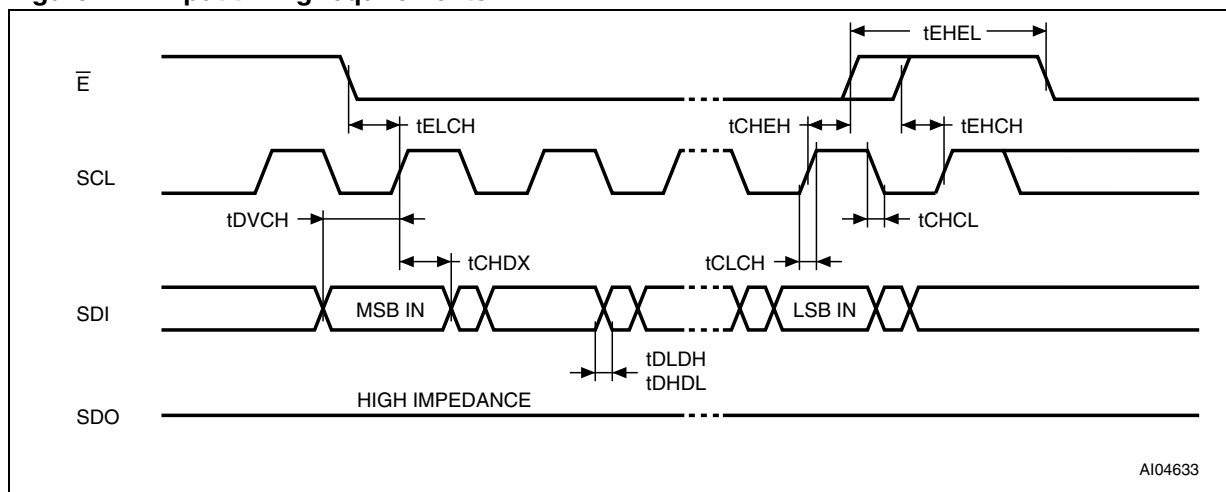 tEHEL
E
tELCH
tCHEH
tEHCH
SCL
tDVCH
tCHCL
tCHDX
tCLCH
SDI
MSB IN
LSB IN
tDLDH
tDHDL
HIGH IMPEDANCE
SDO
AI04633